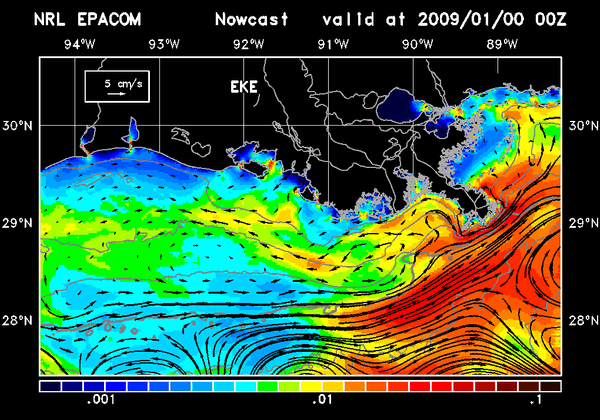 NRL EPACOM Nowcast valid at 2009/01/00 00Z
94°W 93°W 92°W 91°W 90°W 89°W
5 cm/s
EKE
30°N 30°N
29°N 29°N
28°N 28°N
.001 .01 .1